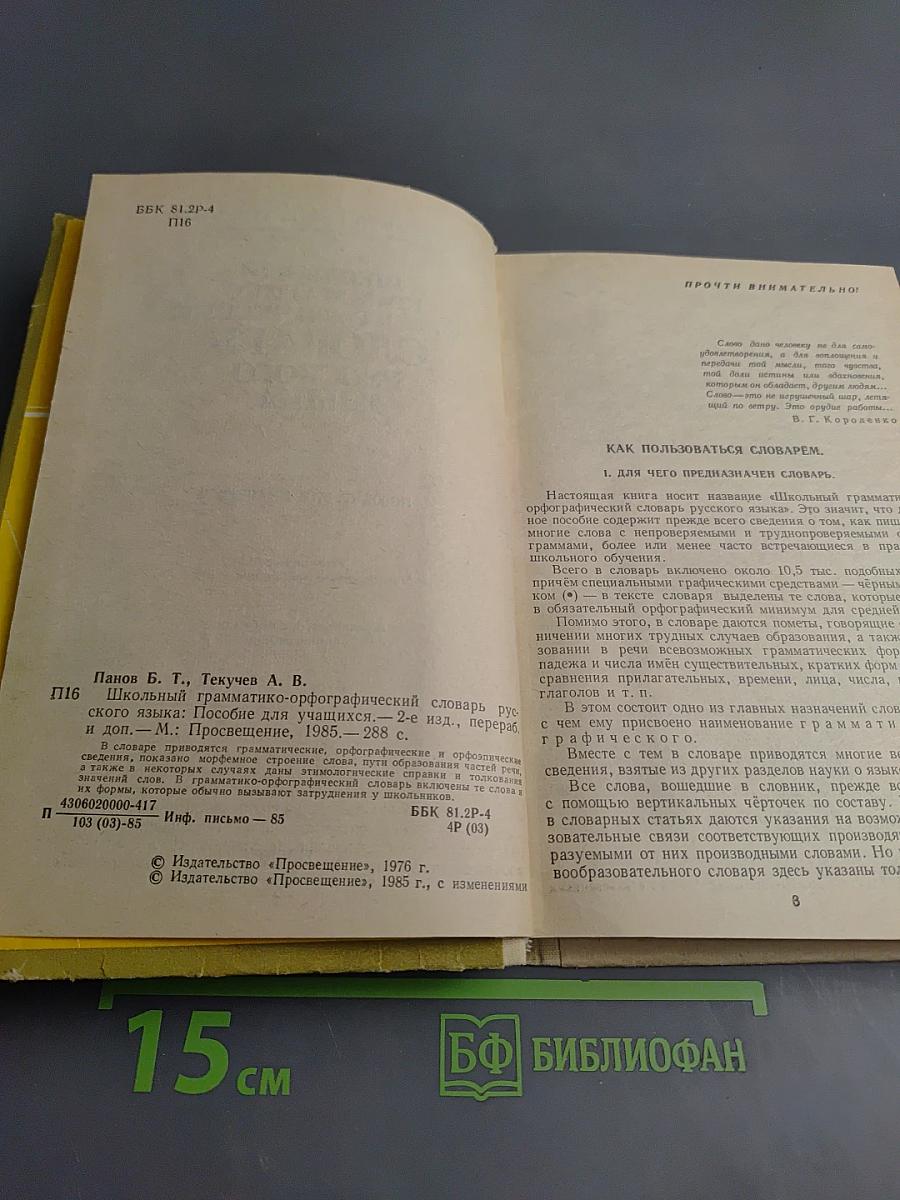 ББК 81.2Р-4
П16
Панов Б. Т., Текучев А. В.
П16 Школьный грамматико-орфографический словарь рус-
ского языка: Пособие для учащихся.— 2-е изд., перераб.
и доп.— М.: Просвещение, 1985.— 288 с.
В словаре приводятся грамматические, орфографические и орфоэпические
сведения, показано морфемное строение слова, пути образования частей речи,
а также в некоторых случаях даны этимологические справки и толкования
значений слов. В грамматико-орфографический словарь включены те слова и
их формы, которые обычно вызывают затруднения у школьников.
П 4306020000-417
103 (03)-85 Инф. письмо — 85
ББК 81.2Р-4
4Р (03)
© Издательство «Просвещение», 1976 г.
© Издательство «Просвещение», 1985 г., с изменениями
ПРОЧТИ ВНИМАТЕЛЬНО!
Слово дано человеку не для само-
удовлетворения, а для воплощения и
передачи той мысли, того чувства,
той доли истины или вдохновения,
которым он обладает, другим людям...
Слово — это не игрушечный шар, летя-
щий по ветру. Это орудие работы...
В. Г. Короленко
КАК ПОЛЬЗОВАТЬСЯ СЛОВАРЁМ.
1. ДЛЯ ЧЕГО ПРЕДНАЗНАЧЕН СЛОВАРЬ.
Настоящая книга носит название «Школьный граммати
орфографический словарь русского языка». Это значит, что
ное пособие содержит прежде всего сведения о том, как пиш
многие слова с непроверяемыми и труднопроверяемыми
граммами, более или менее часто встречающиеся в пра
школьного обучения.
Всего в словарь включено около 10,5 тыс. подобных
причём специальными графическими средствами — чёрным
ком (•) — в тексте словаря выделены те слова, которые
в обязательный орфографический минимум для средней
Помимо этого, в словаре даются пометы, говорящие
ничении многих трудных случаев образования, а такж
зовании в речи всевозможных грамматических фор
падежа и числа имён существительных, кратких форм
сравнения прилагательных, времени, лица, числа,
глаголов и т. п.
В этом состоит одно из главных назначений слов
с чем ему присвоено наименование граммати
графического.
Вместе с тем в словаре приводятся многие
сведения, взятые из других разделов науки о язык
Все слова, вошедшие в словник, прежде вс
с помощью вертикальных чёрточек по составу.
в словарных статьях даются указания на возмож
зовательные связи соответствующих производя
разуемыми от них производными словами. Но
вообразовательного словаря здесь указаны тол
3
15 см
БФ БИБЛИОФАН